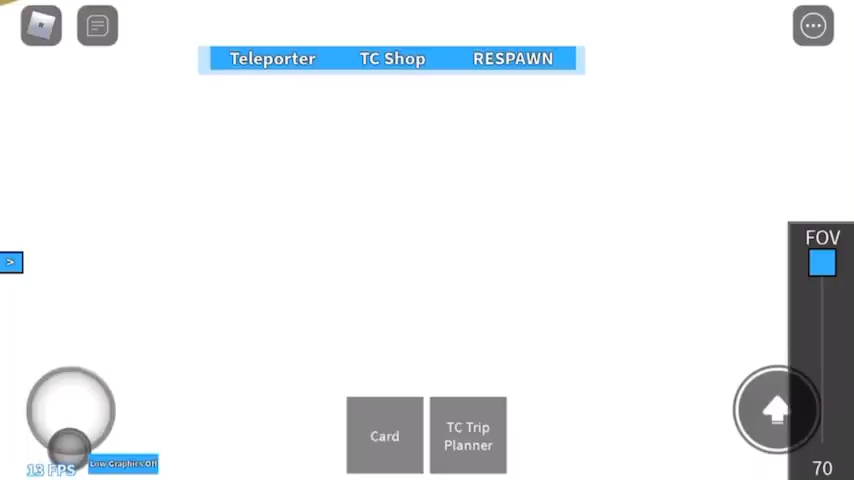 Teleporter TC Shop RESPAWN
>
FOV
Card
TC Trip
Planner
13 FPS
Low Graphics Off
70